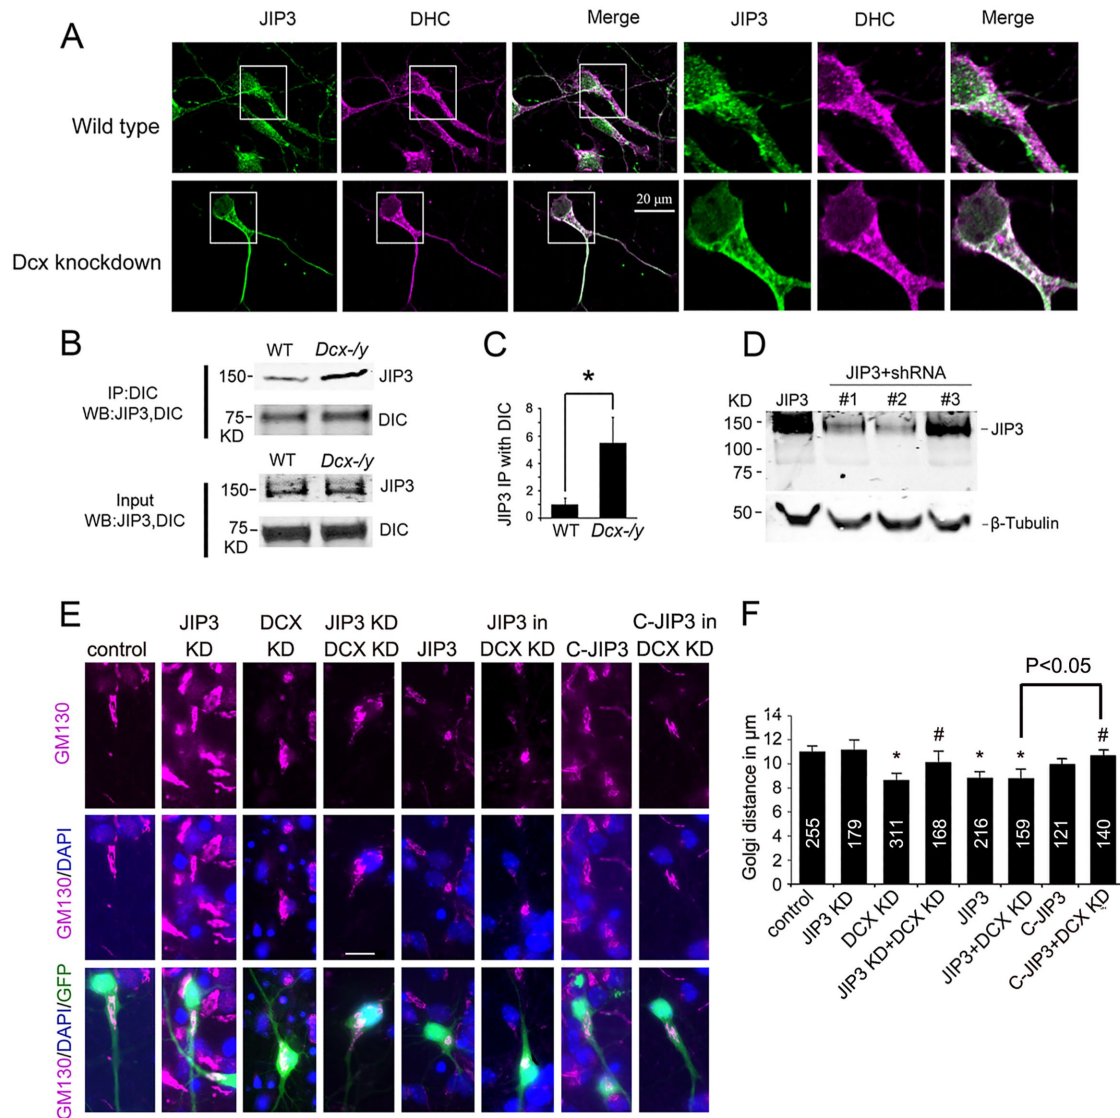 A
JIP3 DHC Merge JIP3 DHC Merge
Wild type
20 μm
Dcx knockdown
B
WT Dcx-/y
IP:DIC
WB:JIP3,DIC
150
JIP3
75
KD
DIC
WT Dcx-/y
Input
WB:JIP3,DIC
150
JIP3
75
KD
DIC
C
*
JIP3 IP with DIC
8
6
4
2
0
WT Dcx-/y
D
JIP3+shRNA
KD JIP3 #1 #2 #3
150
100
75
50
-JIP3
-β-Tubulin
E
control
JIP3 KD
DCX KD
JIP3 KD DCX KD
JIP3
JIP3 in DCX KD
C-JIP3
C-JIP3 in DCX KD
GM130
GM130/DAPI
GM130/DAPI/GFP
F
P<0.05
Golgi distance in μm
14
12
10
8
6
4
2
0
* # * * #
255 179 311 168 216 159 121 140
control
JIP3 KD
DCX KD
JIP3 KD+DCX KD
JIP3
JIP3+DCX KD
C-JIP3
C-JIP3+DCX KD